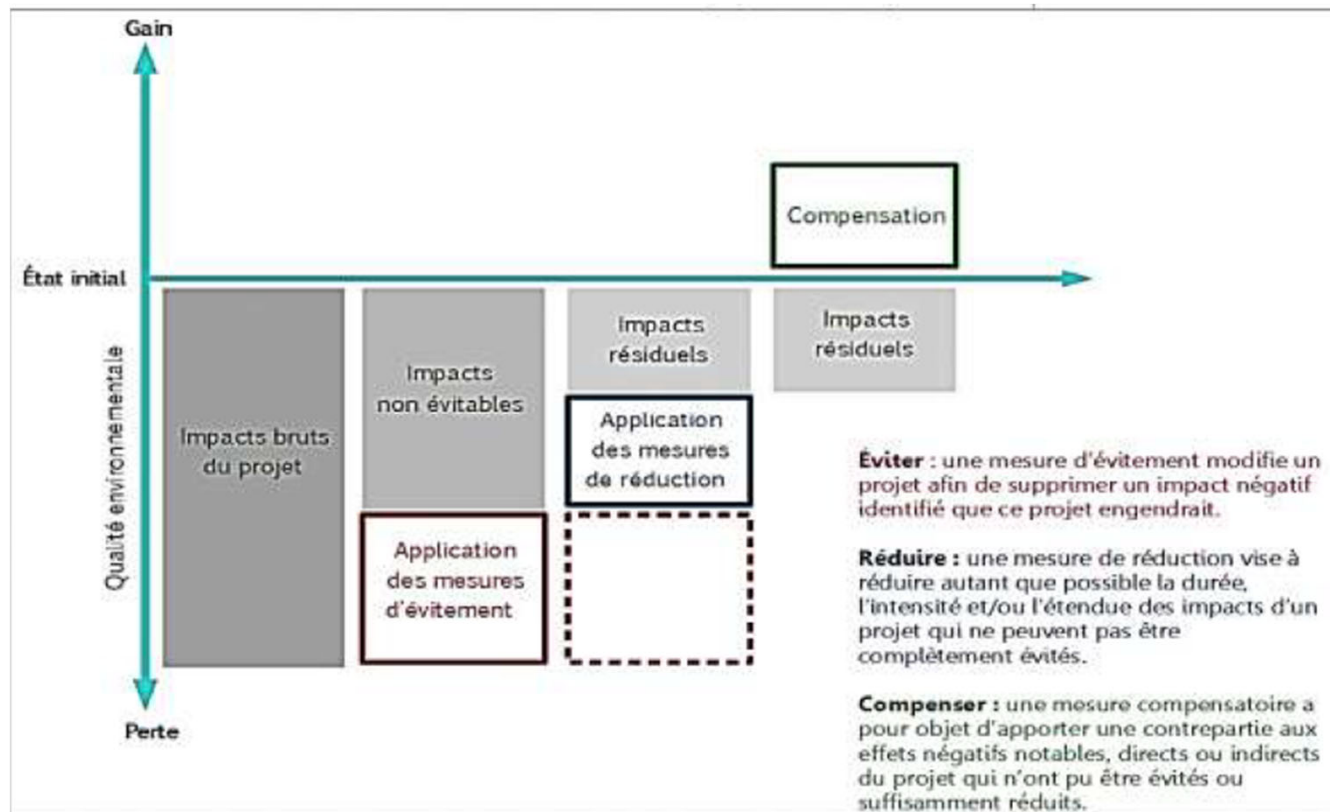 Gain
Compensation
État initial
Impacts bruts
du projet
Impacts
non évitables
Application
des mesures
d'évitement
Impacts
résiduels
Application
des mesures
de réduction
Impacts
résiduels
Qualité environnementale
Perte
Éviter : une mesure d'évitement modifie un
projet afin de supprimer un impact négatif
identifié que ce projet engendrait.
Réduire : une mesure de réduction vise à
réduire autant que possible la durée,
l'intensité et/ou l'étendue des impacts d'un
projet qui ne peuvent pas être
complètement évités.
Compenser : une mesure compensatoire a
pour objet d'apporter une contrepartie aux
effets négatifs notables, directs ou indirects
du projet qui n'ont pu être évités ou
suffisamment réduits.